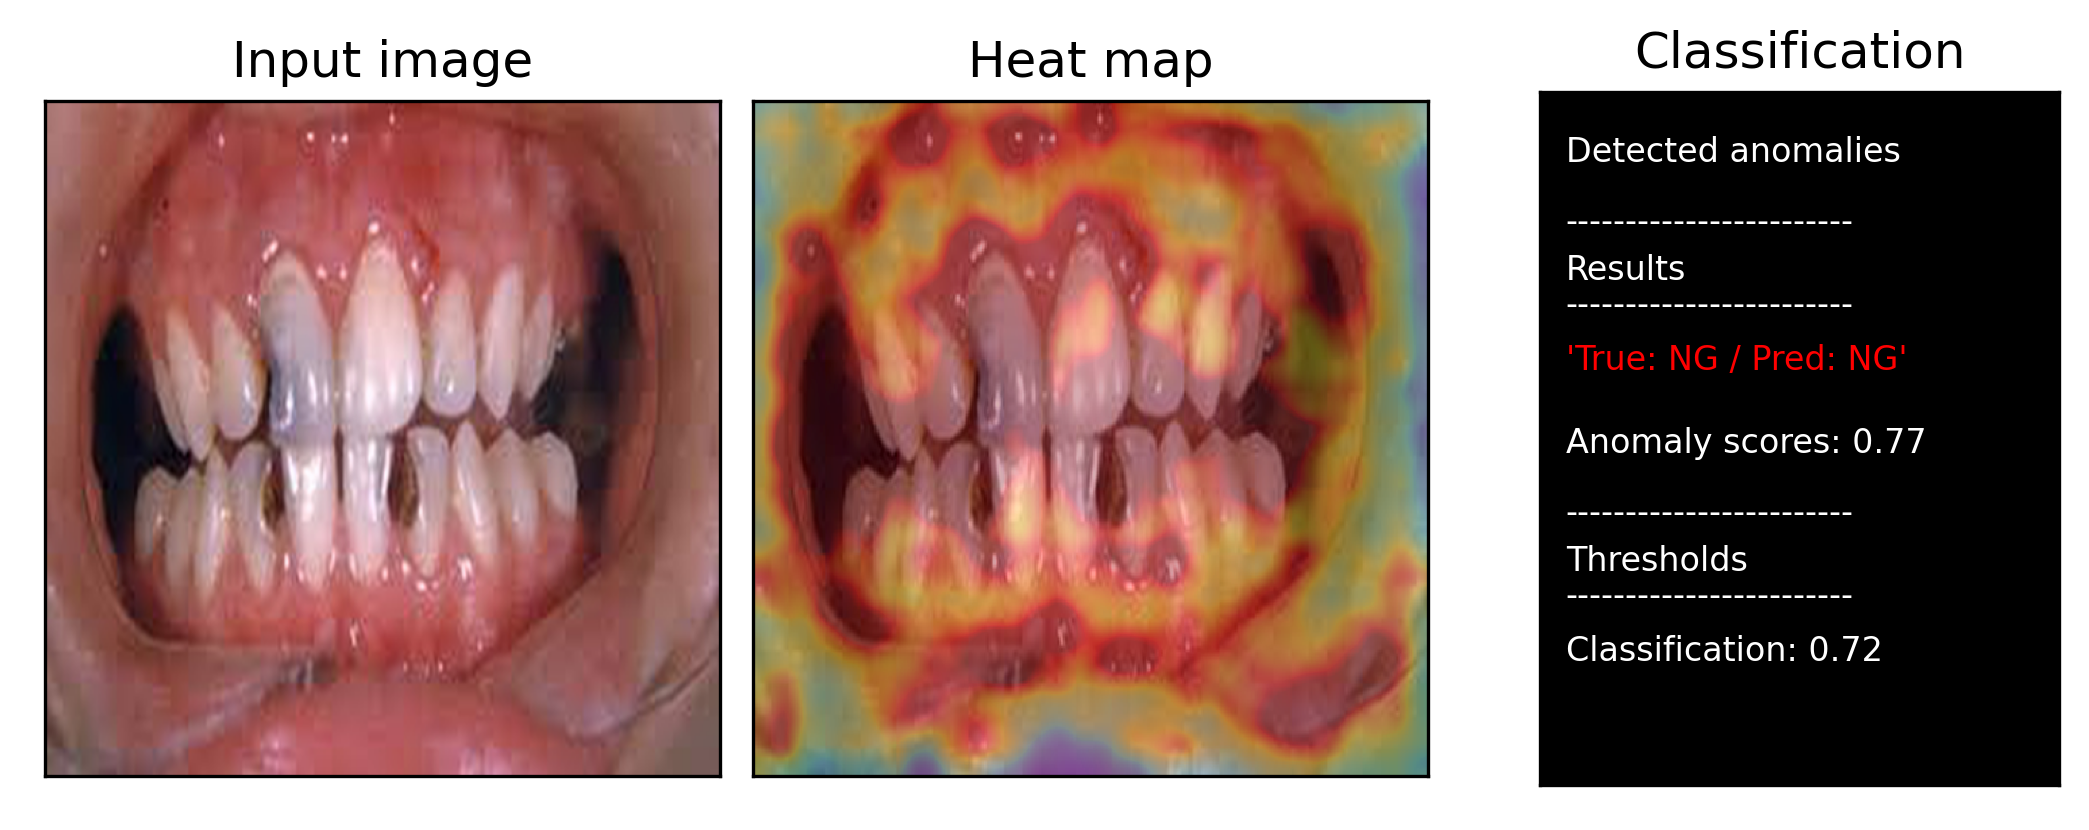 Input image
Heat map
Classification
Detected anomalies
------------------------
Results
------------------------
'True: NG / Pred: NG'
Anomaly scores: 0.77
------------------------
Thresholds
------------------------
Classification: 0.72